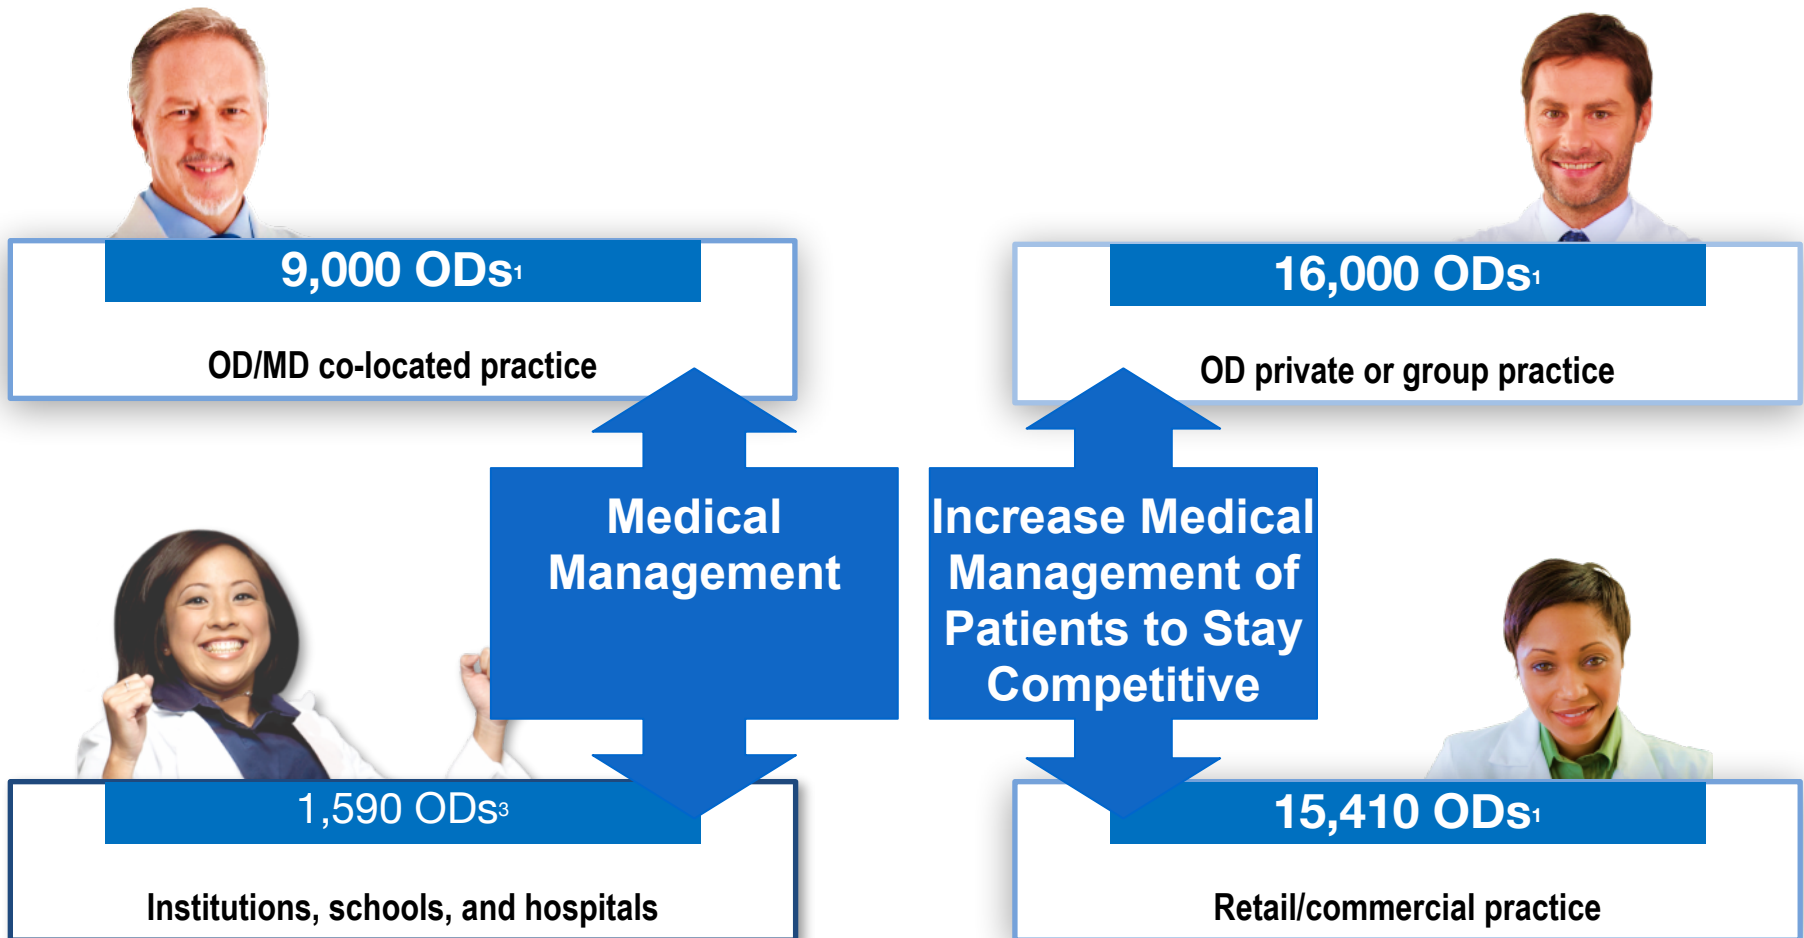 9,000 ODs1
OD/MD co-located practice
16,000 ODs1
OD private or group practice
Medical
Management
Increase Medical
Management of
Patients to Stay
Competitive
1,590 ODs3
Institutions, schools, and hospitals
15,410 ODs1
Retail/commercial practice